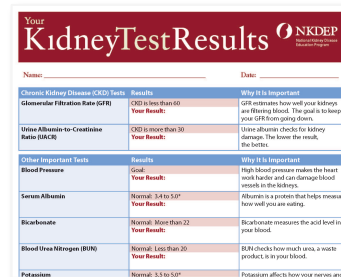 Your
KidneyTestResults
NKDEP
National Kidney Disease
Education Program
Name:
Date:
Chronic Kidney Disease (CKD) Tests Results Why It Is Important
Glomerular Filtration Rate (GFR) CKD is less than 60 GFR estimates how well your kidneys
Your Result: are filtering blood. The goal is to keep
your GFR from going down.
Urine Albumin-to-Creatinine CKD is more than 30 Urine albumin checks for kidney
Ratio (UACR) Your Result: damage. The lower the result,
the better.
Other Important Tests Results Why It Is Important
Blood Pressure Goal: High blood pressure makes the heart
Your Result: work harder and can damage blood
vessels in the kidneys.
Serum Albumin Normal: 3.4 to 5.0* Albumin is a protein that helps measu
Your Result: how well you are eating.
Bicarbonate Normal: More than 22 Bicarbonate measures the acid level in
Your Result: your blood.
Blood Urea Nitrogen (BUN) Normal: Less than 20 BUN checks how much urea, a waste
Your Result: product, is in your blood.
Potassium Normal: 3.5 to 5.0* Potassium affects how your nerves and